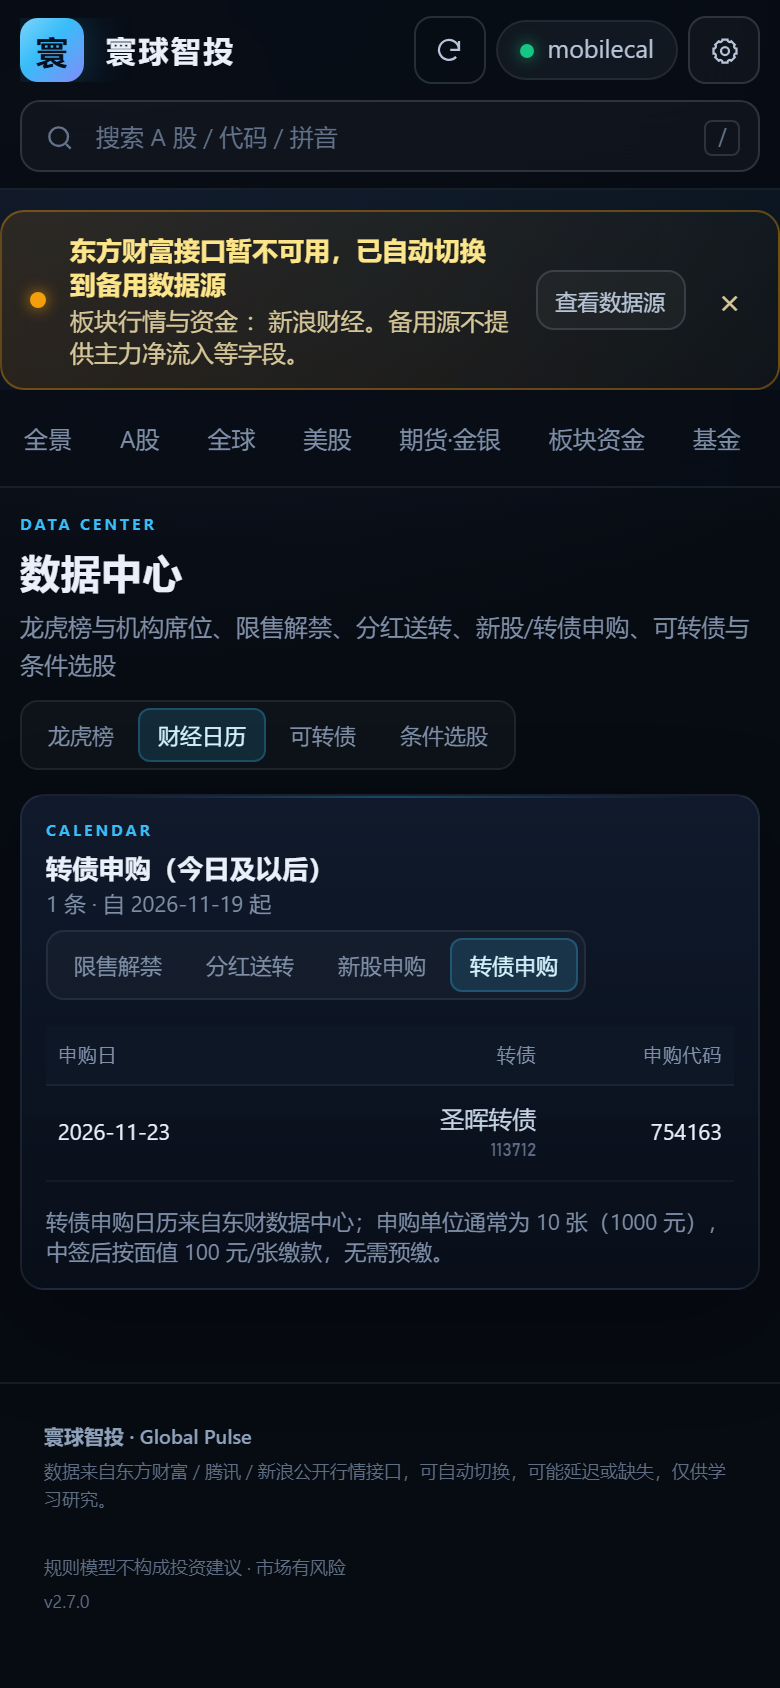 寰 寰球智投 mobilecal
搜索 A 股 / 代码 / 拼音 /
东方财富接口暂不可用，已自动切换
到备用数据源
板块行情与资金 ：新浪财经。备用源不提
供主力净流入等字段。
查看数据源 ×
全景 A股 全球 美股 期货·金银 板块资金 基金
DATA CENTER
数据中心
龙虎榜与机构席位、限售解禁、分红送转、新股/转债申购、可转债与
条件选股
龙虎榜 财经日历 可转债 条件选股
CALENDAR
转债申购（今日及以后）
1 条 · 自 2026-11-19 起
限售解禁 分红送转 新股申购 转债申购
申购日 转债 申购代码
2026-11-23 圣晖转债 754163
113712
转债申购日历来自东财数据中心；申购单位通常为 10 张（1000 元），
中签后按面值 100 元/张缴款，无需预缴。
寰球智投 · Global Pulse
数据来自东方财富 / 腾讯 / 新浪公开行情接口，可自动切换，可能延迟或缺失，仅供学
习研究。
规则模型不构成投资建议 · 市场有风险
v2.7.0